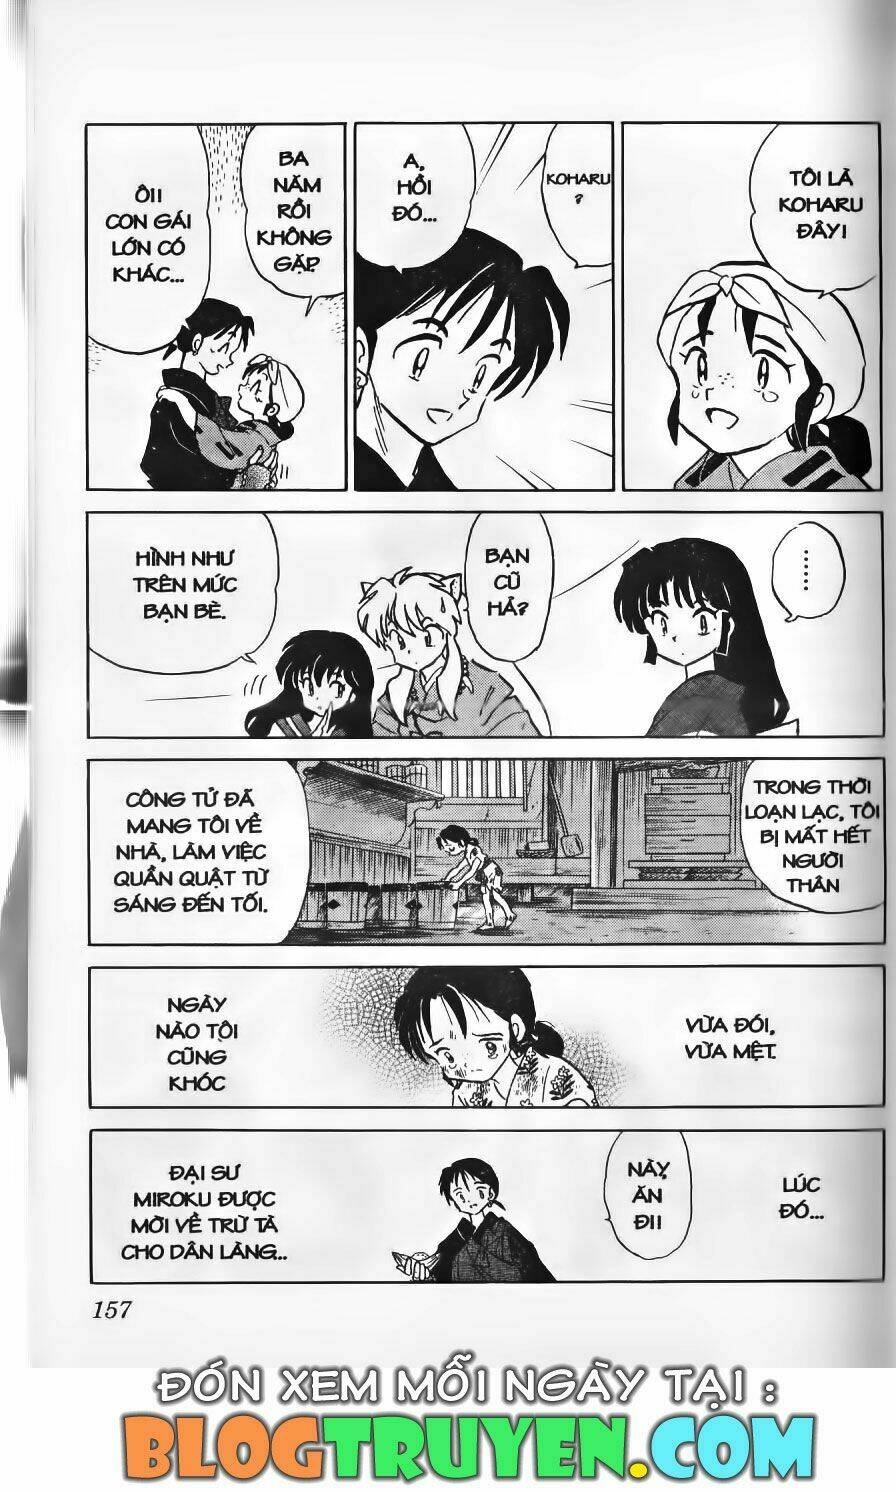 TÔI LÀ
KOHARU
ĐÂY!
KOHARU
?
A,
HỒI
ĐÓ...
BA
NĂM
RỒI
KHÔNG
GẶP.
ÔI!
CON GÁI
LỚN CÓ
KHÁC...
........
BẠN
CŨ
HẢ?
HÌNH NHƯ
TRÊN MỨC
BẠN BÈ.
TRONG THỜI
LOẠN LẠC, TÔI
BỊ MẤT HẾT
NGƯỜI
THÂN
CÔNG TỬ ĐÃ
MANG TÔI VỀ
NHÀ, LÀM VIỆC
QUẦN QUẬT TỪ
SÁNG ĐẾN TỐI.
VỪA ĐÓI,
VỪA MỆT.
NGÀY
NÀO TÔI
CŨNG
KHÓC
LÚC
ĐÓ...
NÀY,
ĂN
ĐI!
ĐẠI SƯ
MIROKU ĐƯỢC
MỜI VỀ TRỪ TÀ
CHO DÂN LÀNG...
157
ĐÓN XEM MỖI NGÀY TẠI :
BLOGTRUYEN.COM